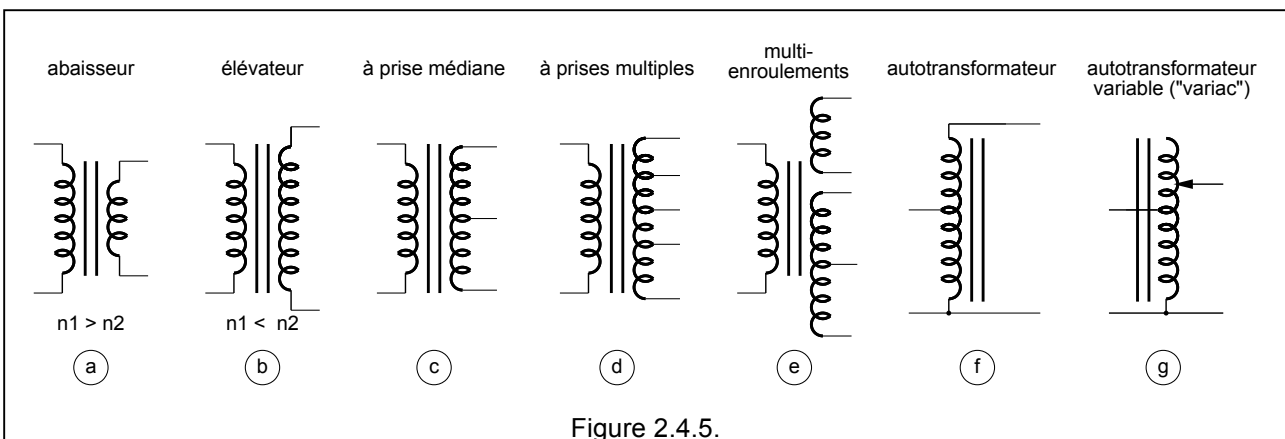 abaisseur
élévateur
à prise médiane
à prises multiples
multi-
enroulements
autotransformateur
autotransformateur
variable ("variac")
n1 > n2
n1 < n2
a
b
c
d
e
f
g
Figure 2.4.5.